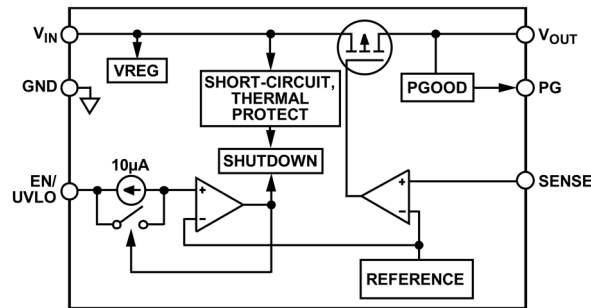 VIN
VOUT
VREG
GND
SHORT-CIRCUIT,
THERMAL
PROTECT
PGOOD
PG
10µA
SHUTDOWN
EN/
UVLO
SENSE
+
−
+
−
REFERENCE